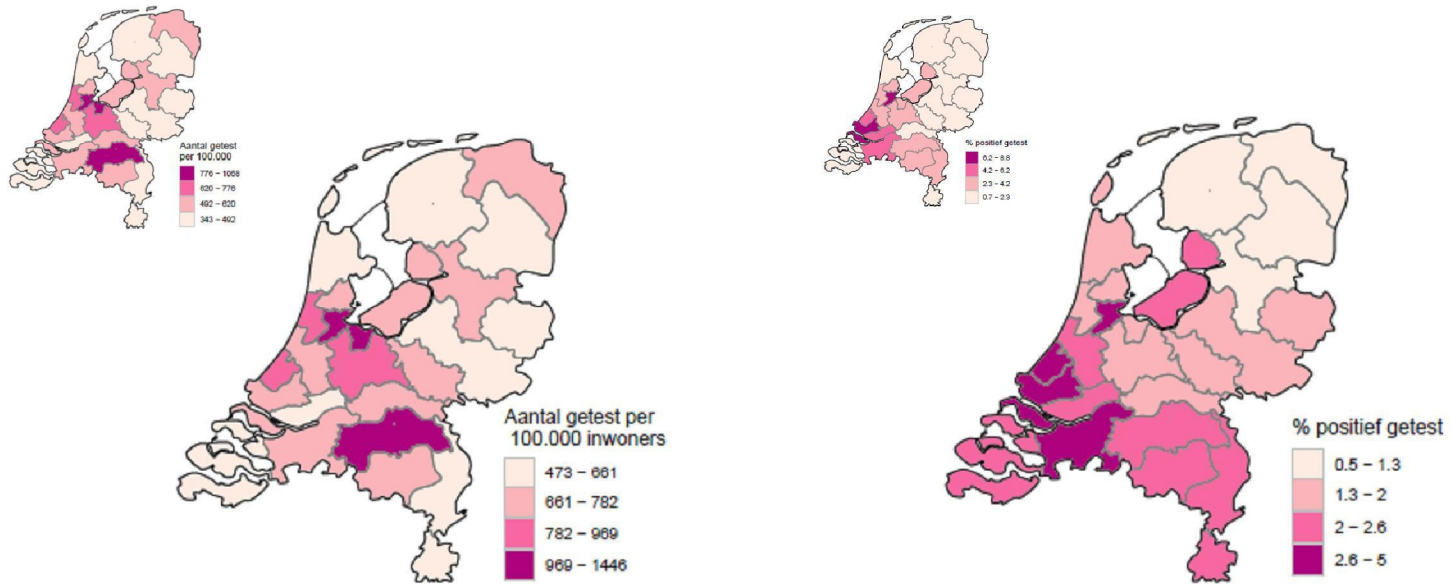 Aantal getest
per 100.000
776 – 1068
620 – 776
492 – 620
343 – 492
Aantal getest per
100.000 inwoners
473 – 661
661 – 782
782 – 969
969 – 1446
% positief getest
6.2 – 8.8
4.2 – 6.2
2.3 – 4.2
0.7 – 2.3
% positief getest
0.5 – 1.3
1.3 – 2
2 – 2.6
2.6 – 5